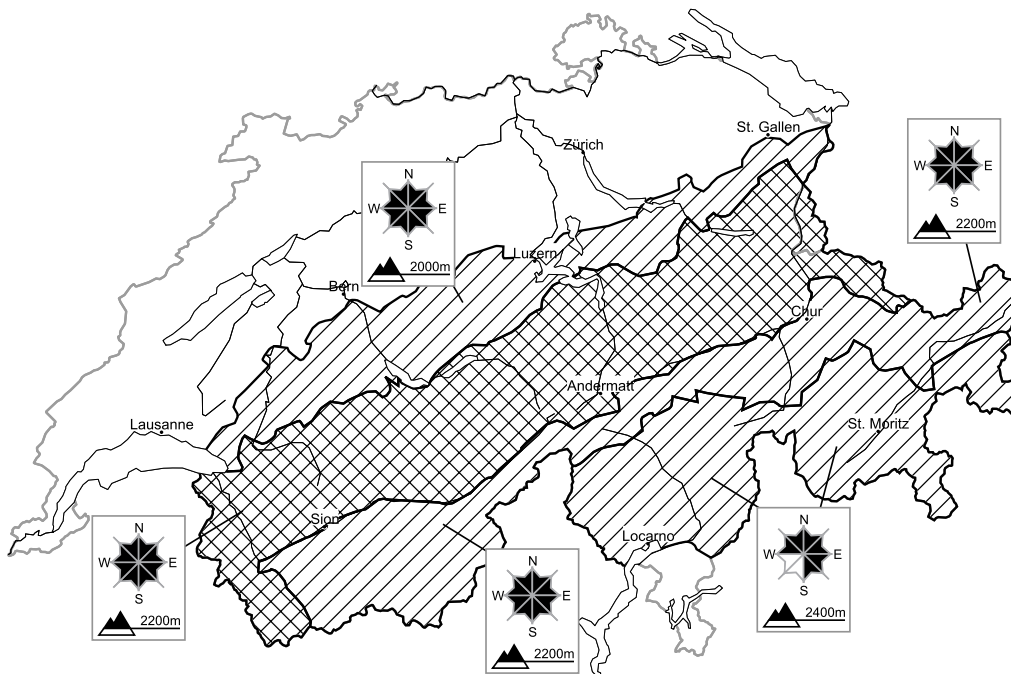 St. Gallen
Zürich
N
W E
S
2200m
N
W E
S
2000m
Luzern
Bern
Chur
Andermatt
Lausanne
St. Moritz
Sion
Locarno
N
W E
S
2200m
N
W E
S
2200m
N
W E
S
2400m